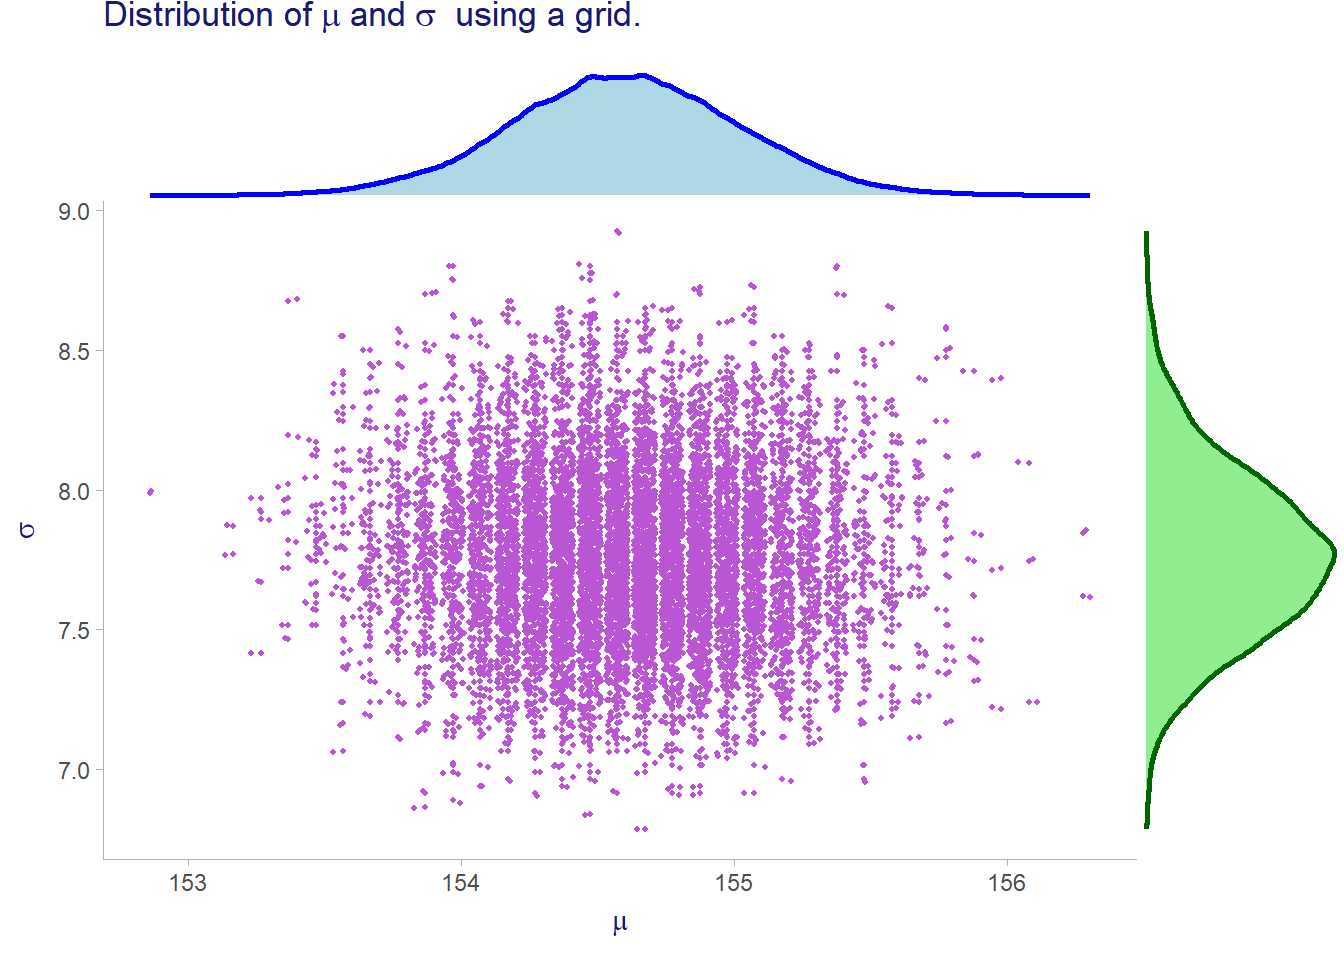 Distribution of μ and σ  using a grid.
9.0
8.5
8.0
7.5
7.0
σ
153 154 155 156
μ